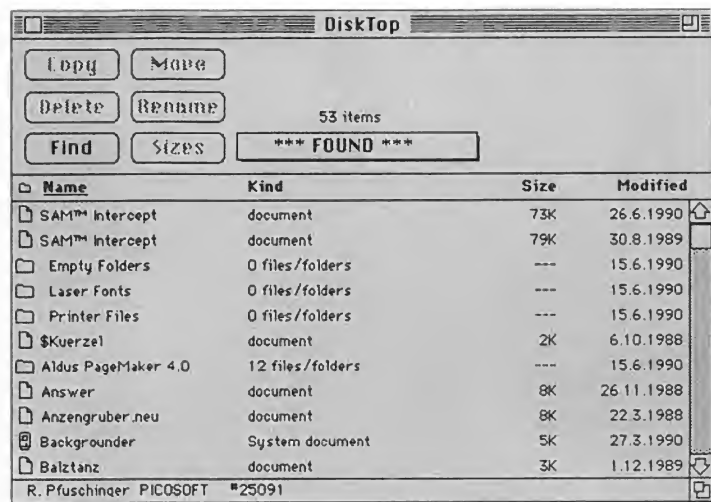 DiskTop
Copy Move
Delete Rename
53 items
Find Sizes *** FOUND ***
Name Kind Size Modified
SAM™ Intercept document 73K 26.6.1990
SAM™ Intercept document 79K 30.8.1989
Empty Folders 0 files/folders --- 15.6.1990
Laser Fonts 0 files/folders --- 15.6.1990
Printer Files 0 files/folders --- 15.6.1990
$Kuerzel document 2K 6.10.1988
Aldus PageMaker 4.0 12 files/folders --- 15.6.1990
Answer document 8K 26.11.1988
Anzengruber.neu document 8K 22.3.1988
Backgrounder System document 5K 27.3.1990
Balztanz document 3K 1.12.1989
R. Pfuschinger PICOSOFT #25091